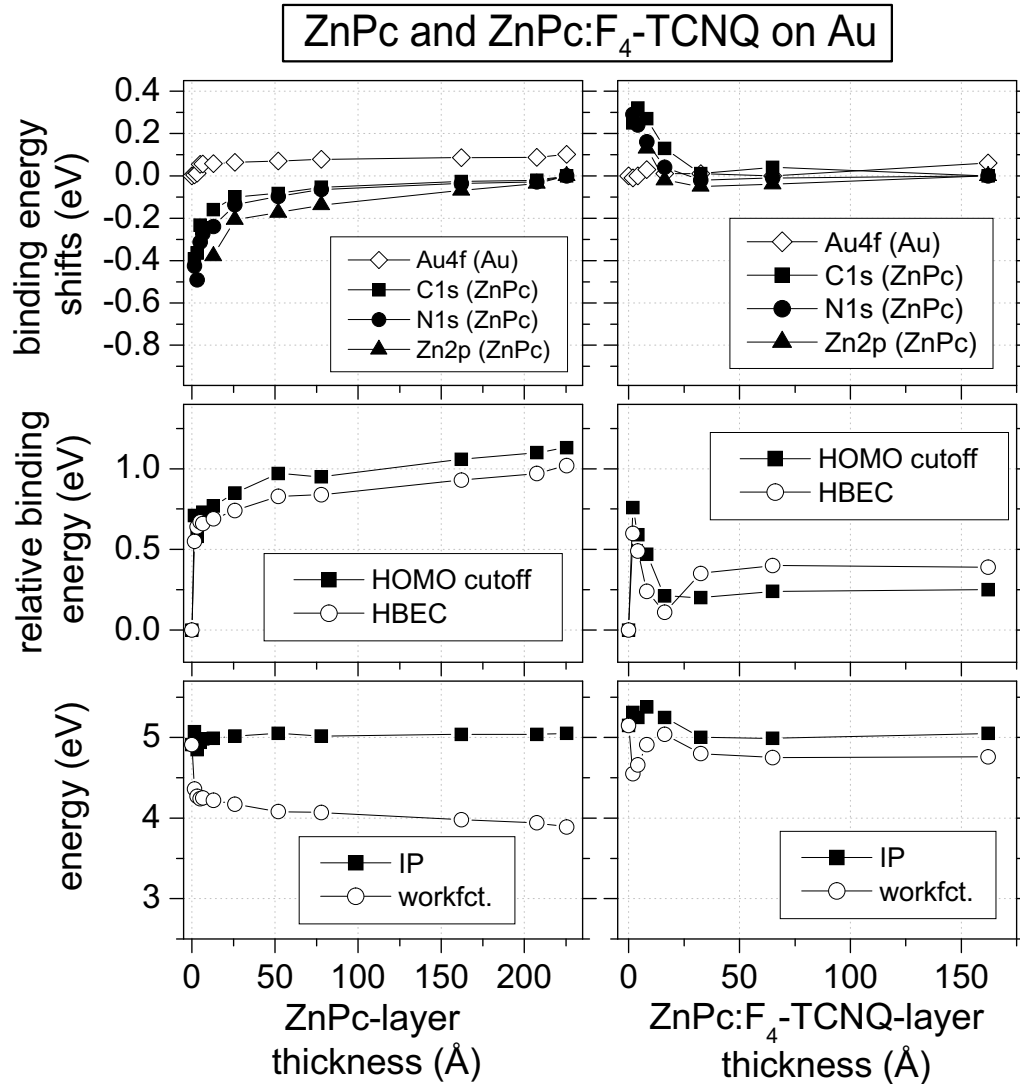 ZnPc and ZnPc:F₄-TCNQ on Au
binding energy
shifts (eV)
0.4
0.2
0.0
-0.2
-0.4
-0.6
-0.8
Au4f (Au)
C1s (ZnPc)
N1s (ZnPc)
Zn2p (ZnPc)
Au4f (Au)
C1s (ZnPc)
N1s (ZnPc)
Zn2p (ZnPc)
relative binding
energy (eV)
1.0
0.5
0.0
HOMO cutoff
HBEC
HOMO cutoff
HBEC
energy (eV)
5
4
3
IP
workfct.
IP
workfct.
0 50 100 150 200
ZnPc-layer
thickness (Å)
0 50 100 150
ZnPc:F₄-TCNQ-layer
thickness (Å)